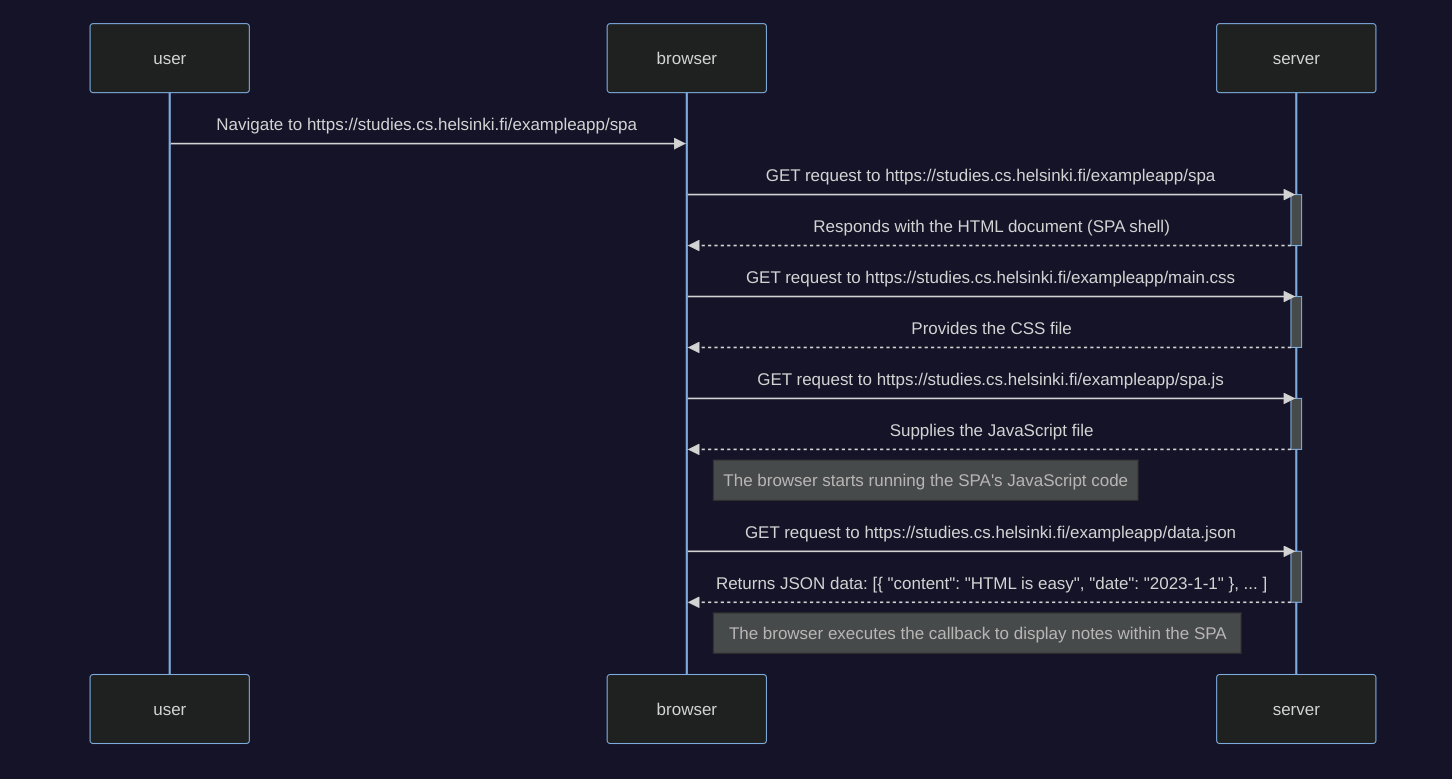 user
browser
server
Navigate to https://studies.cs.helsinki.fi/exampleapp/spa
GET request to https://studies.cs.helsinki.fi/exampleapp/spa
Responds with the HTML document (SPA shell)
GET request to https://studies.cs.helsinki.fi/exampleapp/main.css
Provides the CSS file
GET request to https://studies.cs.helsinki.fi/exampleapp/spa.js
Supplies the JavaScript file
The browser starts running the SPA's JavaScript code
GET request to https://studies.cs.helsinki.fi/exampleapp/data.json
Returns JSON data: [{ "content": "HTML is easy", "date": "2023-1-1" }, ... ]
The browser executes the callback to display notes within the SPA
user
browser
server